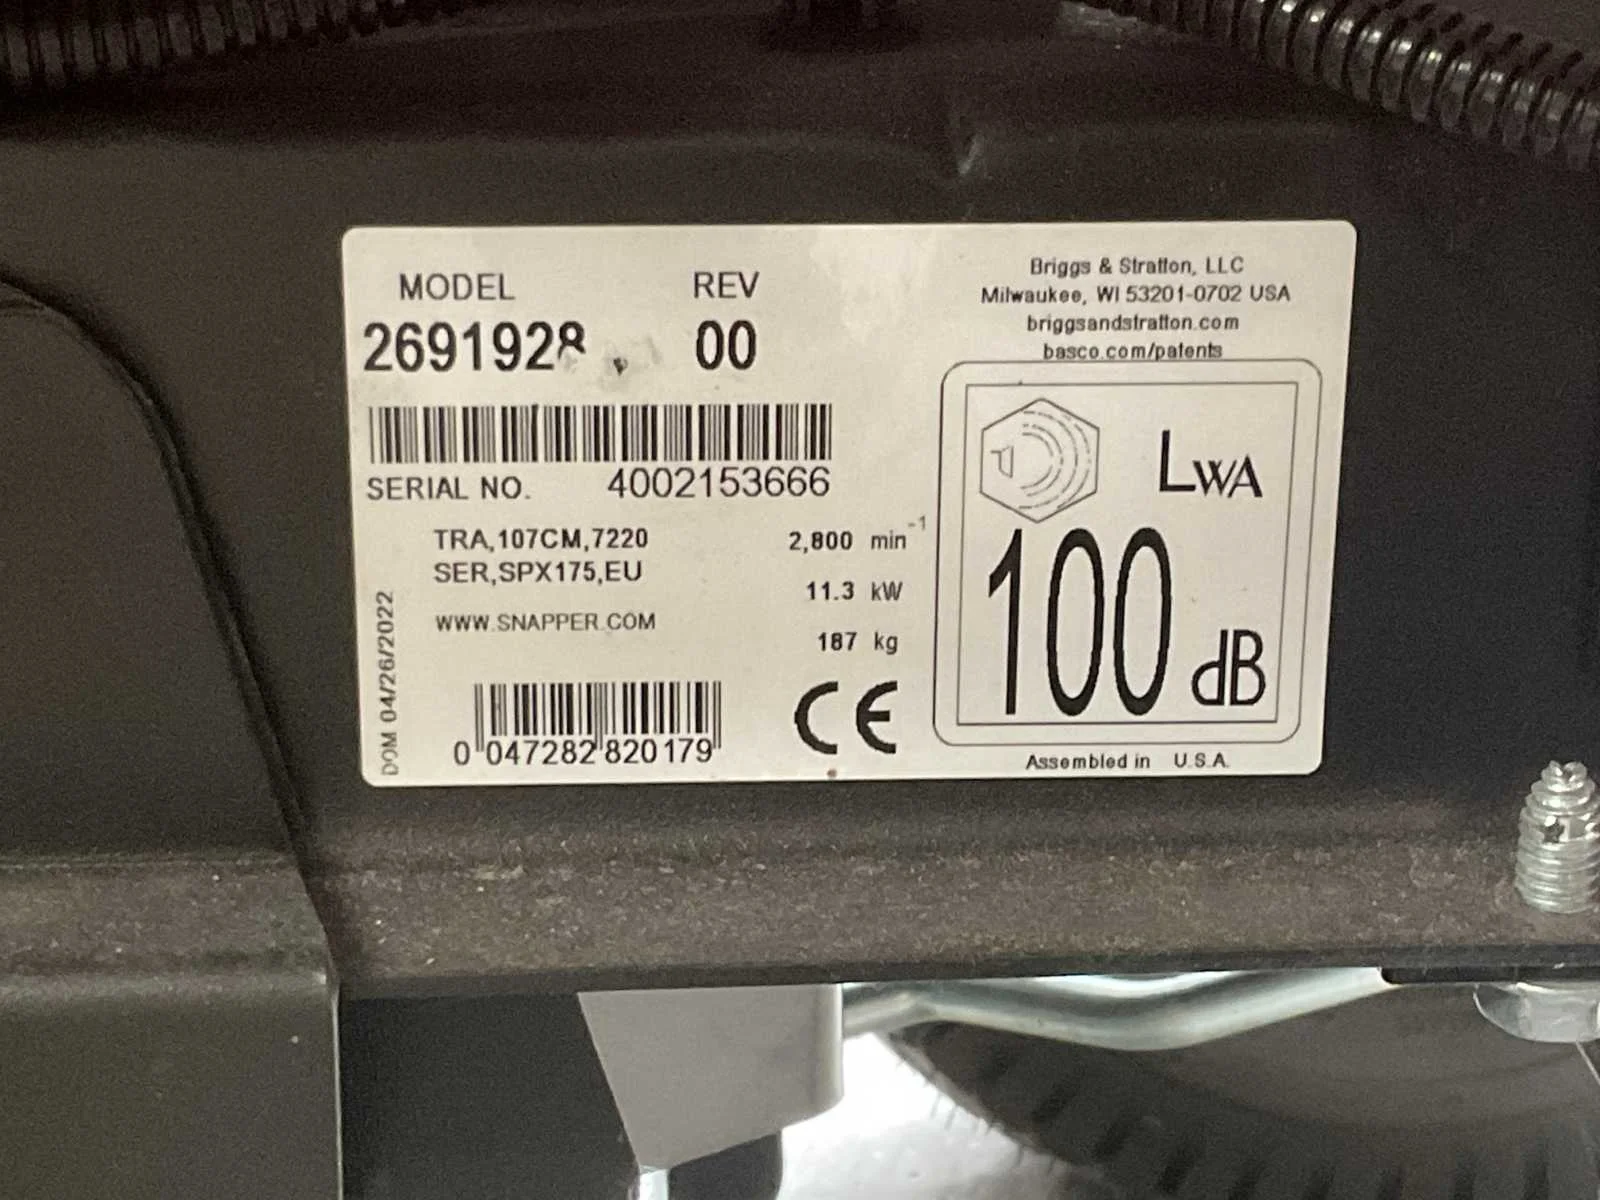 MODEL REV
2691928 00
SERIAL NO. 4002153666
TRA,107CM,7220
SER,SPX175,EU
WWW.SNAPPER.COM
DOM 04/26/2022
0 047282 820179
2,800 min-1
11.3 kW
187 kg
CE
Briggs & Stratton, LLC
Milwaukee, WI 53201-0702 USA
briggsandstratton.com
basco.com/patents
LWA
100 dB
Assembled in U.S.A.